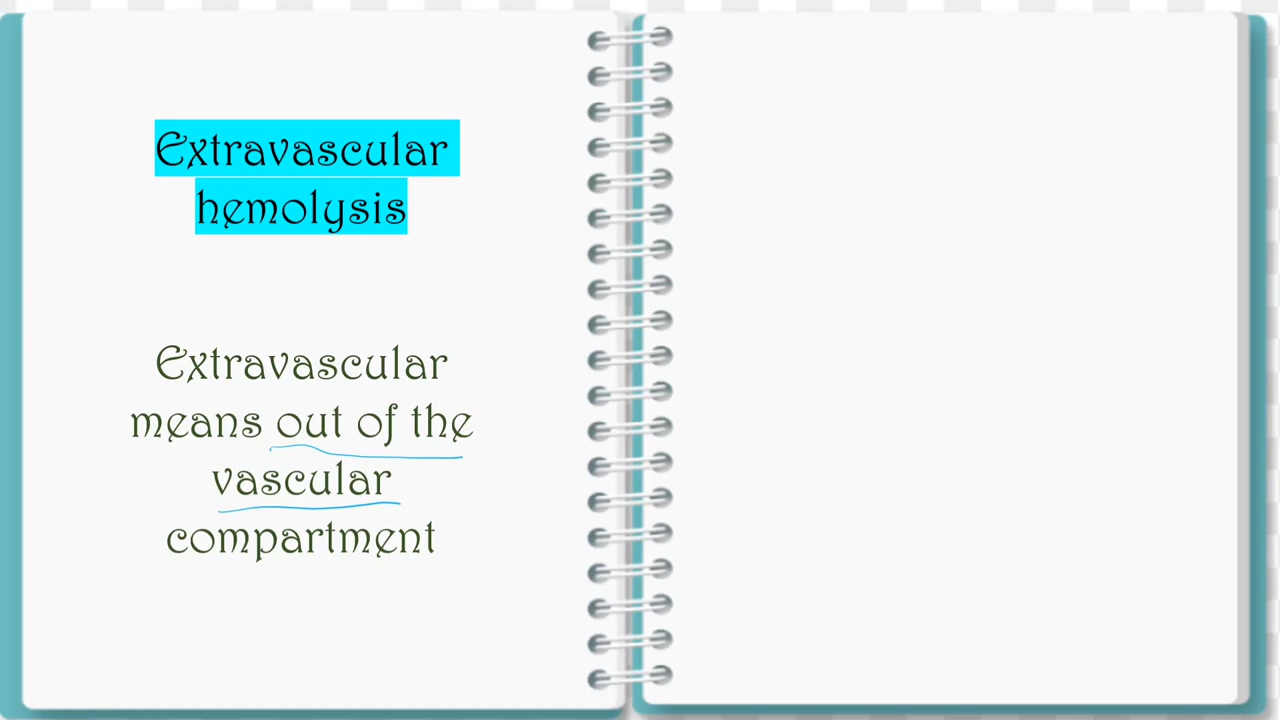 Extravascular
hemolysis
Extravascular
means out of the
vascular
compartment